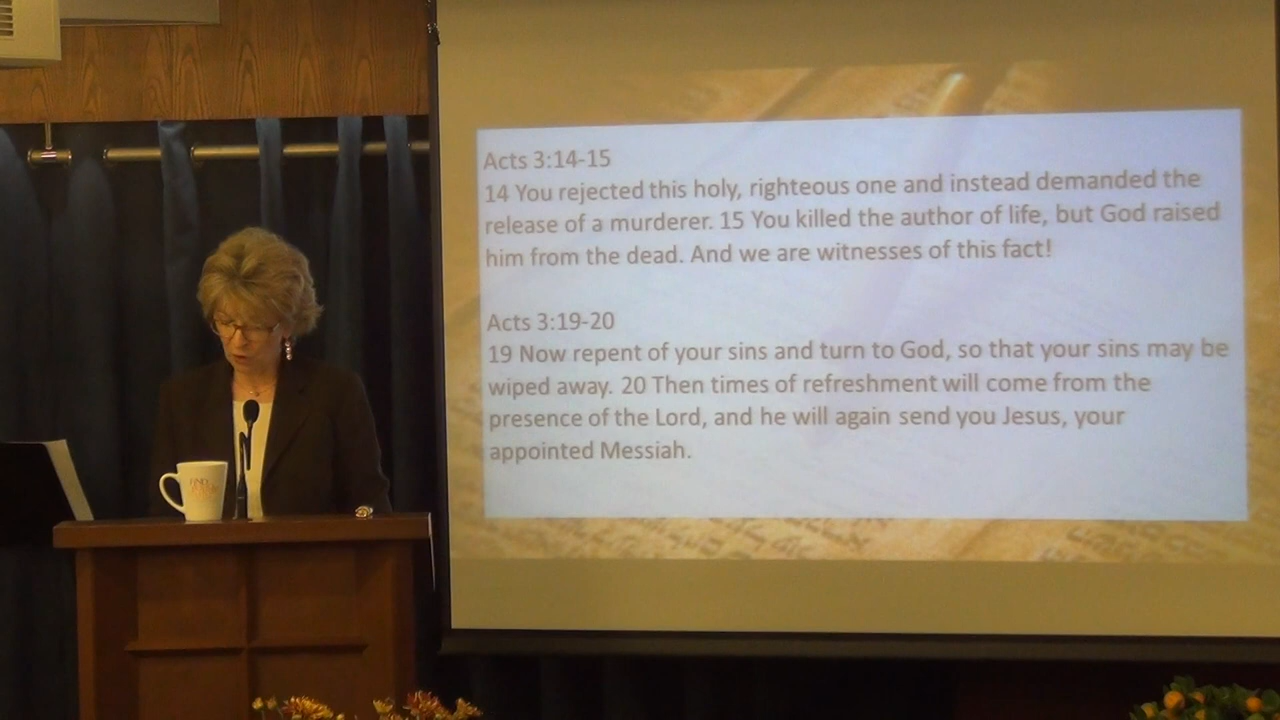 Acts 3:14-15
14 You rejected this holy, righteous one and instead demanded the
release of a murderer. 15 You killed the author of life, but God raised
him from the dead. And we are witnesses of this fact!
Acts 3:19-20
19 Now repent of your sins and turn to God, so that your sins may be
wiped away. 20 Then times of refreshment will come from the
presence of the Lord, and he will again send you Jesus, your
appointed Messiah.